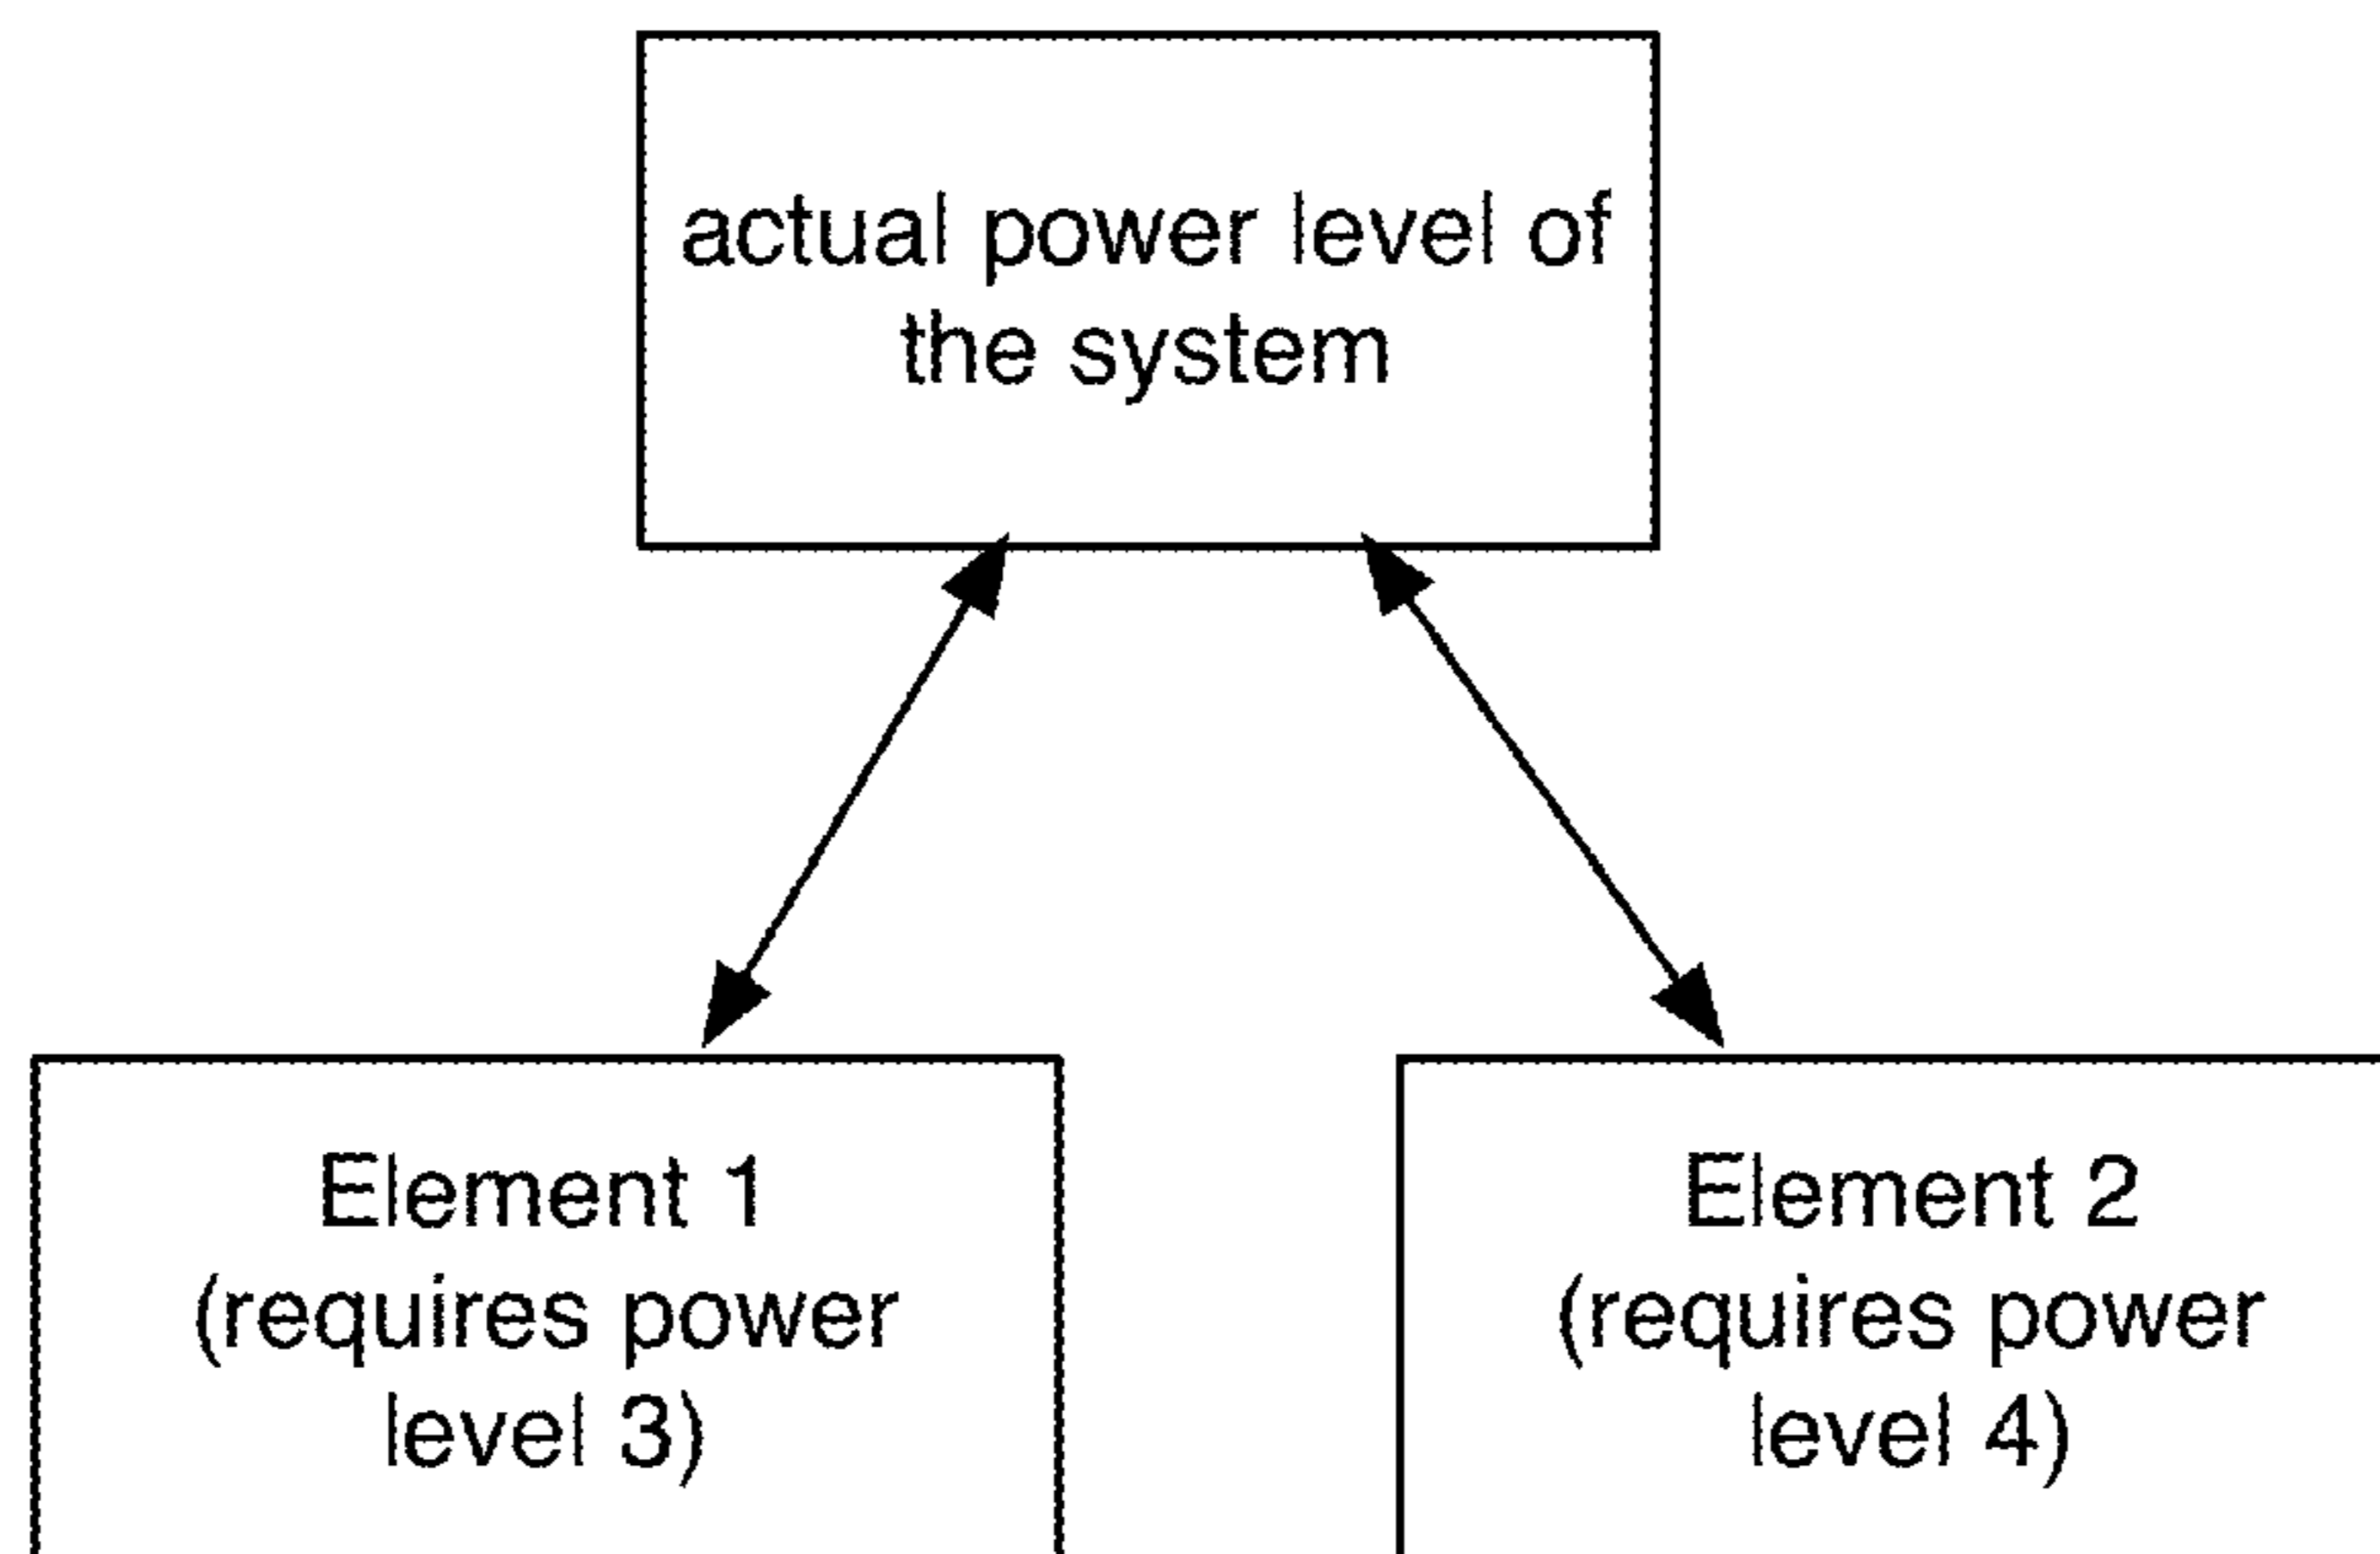 actual power level of
the system
Element 1
(requires power
level 3)
Element 2
(requires power
level 4)